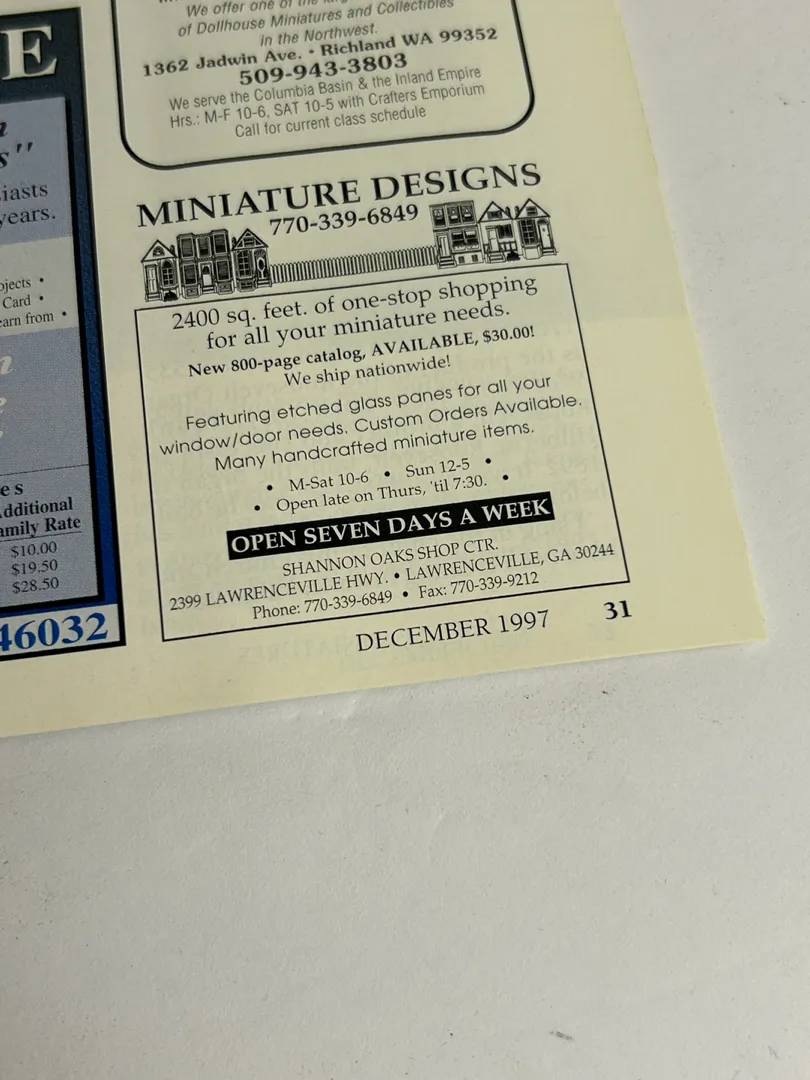 E
s"
iasts
years.
ojects •
Card •
earn from •
es
Additional
amily Rate
$10.00
$19.50
$28.50
46032
We offer one of the
of Dollhouse Miniatures and Collectibles
in the Northwest.
1362 Jadwin Ave. • Richland WA 99352
509-943-3803
We serve the Columbia Basin & the Inland Empire
Hrs.: M-F 10-6, SAT 10-5 with Crafters Emporium
Call for current class schedule
MINIATURE DESIGNS
770-339-6849
2400 sq. feet. of one-stop shopping
for all your miniature needs.
New 800-page catalog, AVAILABLE, $30.00!
We ship nationwide!
Featuring etched glass panes for all your
window/door needs. Custom Orders Available.
Many handcrafted miniature items.
• M-Sat 10-6 • Sun 12-5 •
• Open late on Thurs, 'til 7:30. •
OPEN SEVEN DAYS A WEEK
SHANNON OAKS SHOP CTR.
2399 LAWRENCEVILLE HWY. • LAWRENCEVILLE, GA 30244
Phone: 770-339-6849 • Fax: 770-339-9212
DECEMBER 1997 31